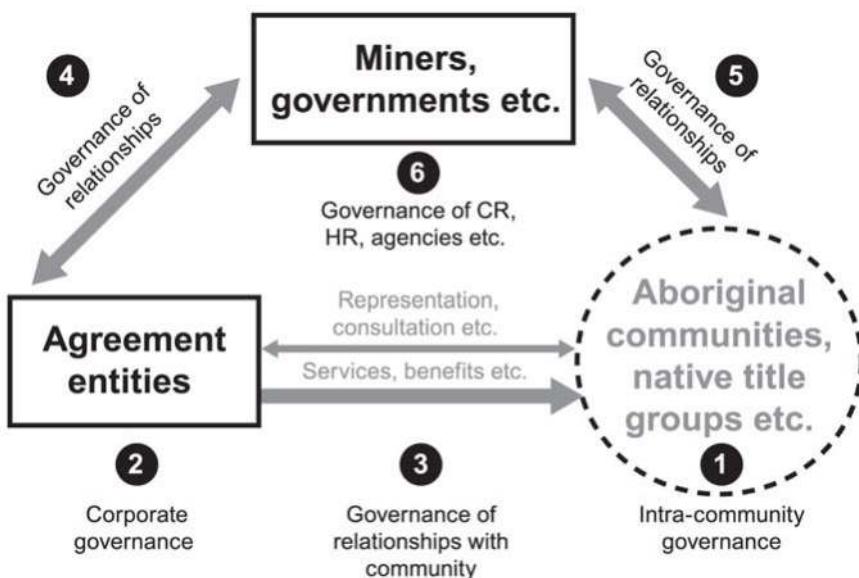 4
Governance of
relationships
Miners,
governments etc.
5
Governance of
relationships
6
Governance of CR,
HR, agencies etc.
Agreement
entities
Representation,
consultation etc.
Services, benefits etc.
Aboriginal
communities,
native title
groups etc.
2
Corporate
governance
3
Governance of
relationships with
community
1
Intra-community
governance